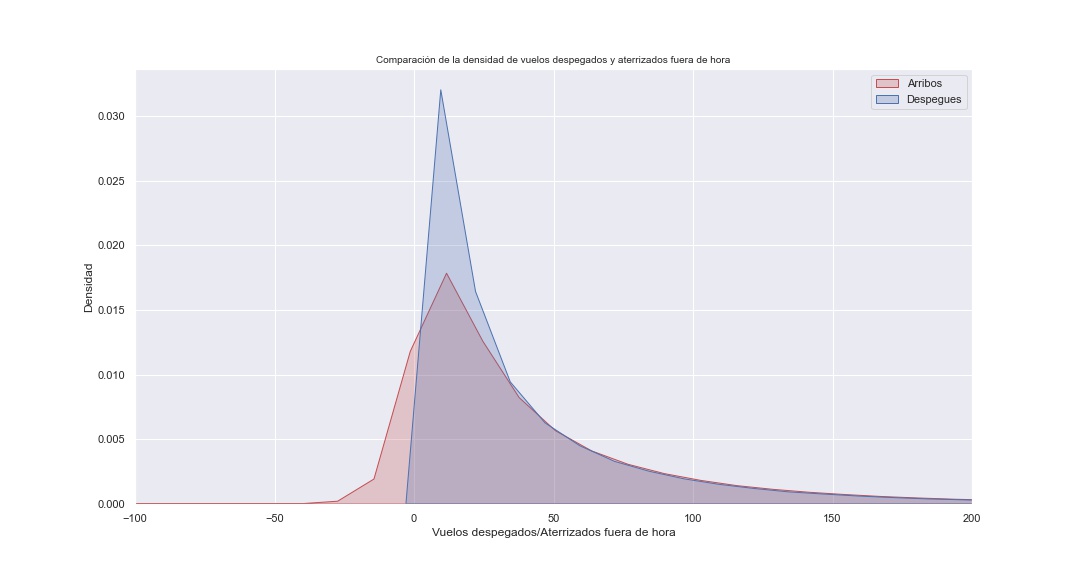 Comparación de la densidad de vuelos despegados y aterrizados fuera de hora
Arribos
Despegues
0.030
0.025
0.020
0.015
0.010
0.005
0.000
Densidad
−100
−50
0
50
100
150
200
Vuelos despegados/Aterrizados fuera de hora